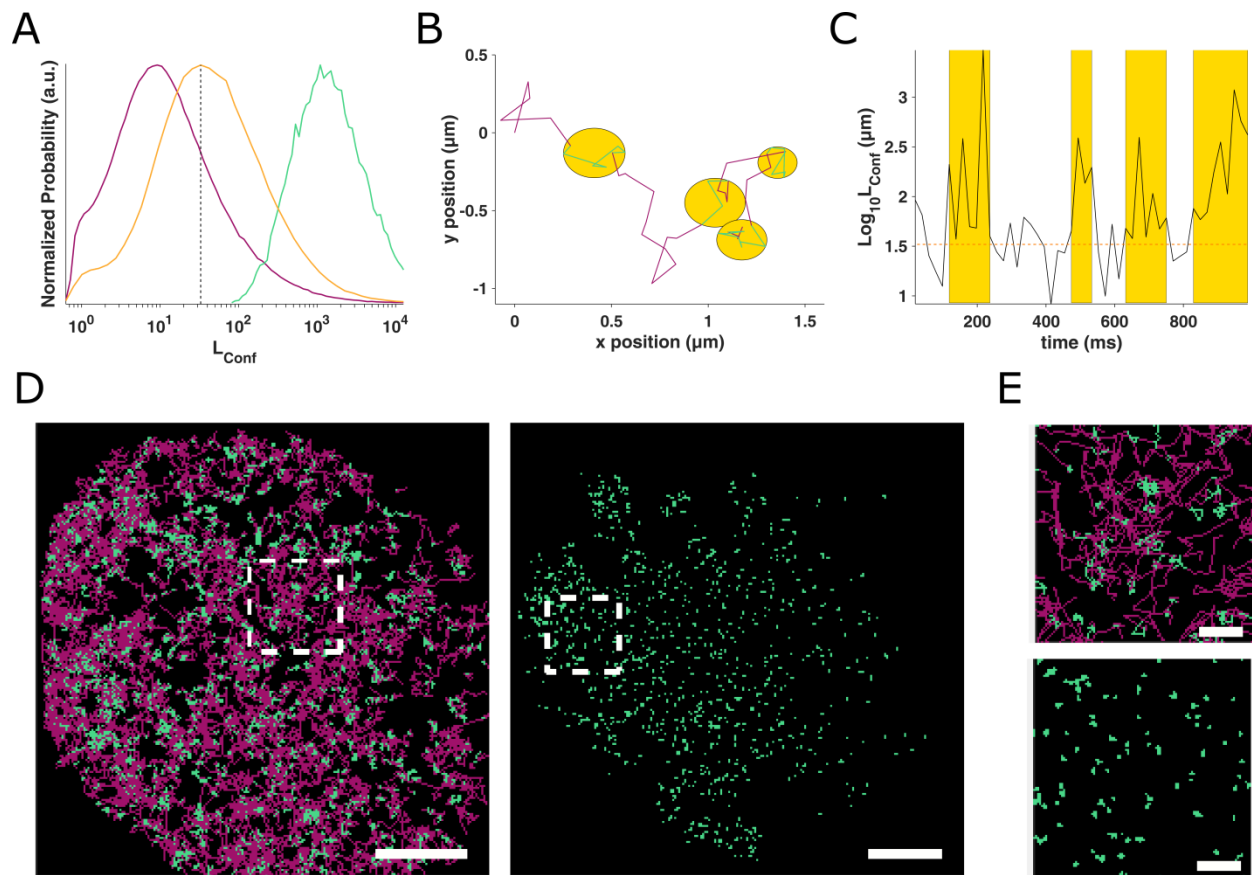 A
Normalized Probability (a.u.)
10^0
10^1
10^2
10^3
10^4
L_Conf
B
y position (µm)
0.5
0
-0.5
-1
0
0.5
1
1.5
x position (µm)
C
Log_10 L_Conf (µm)
3
2.5
2
1.5
1
200
400
600
800
time (ms)
D
E